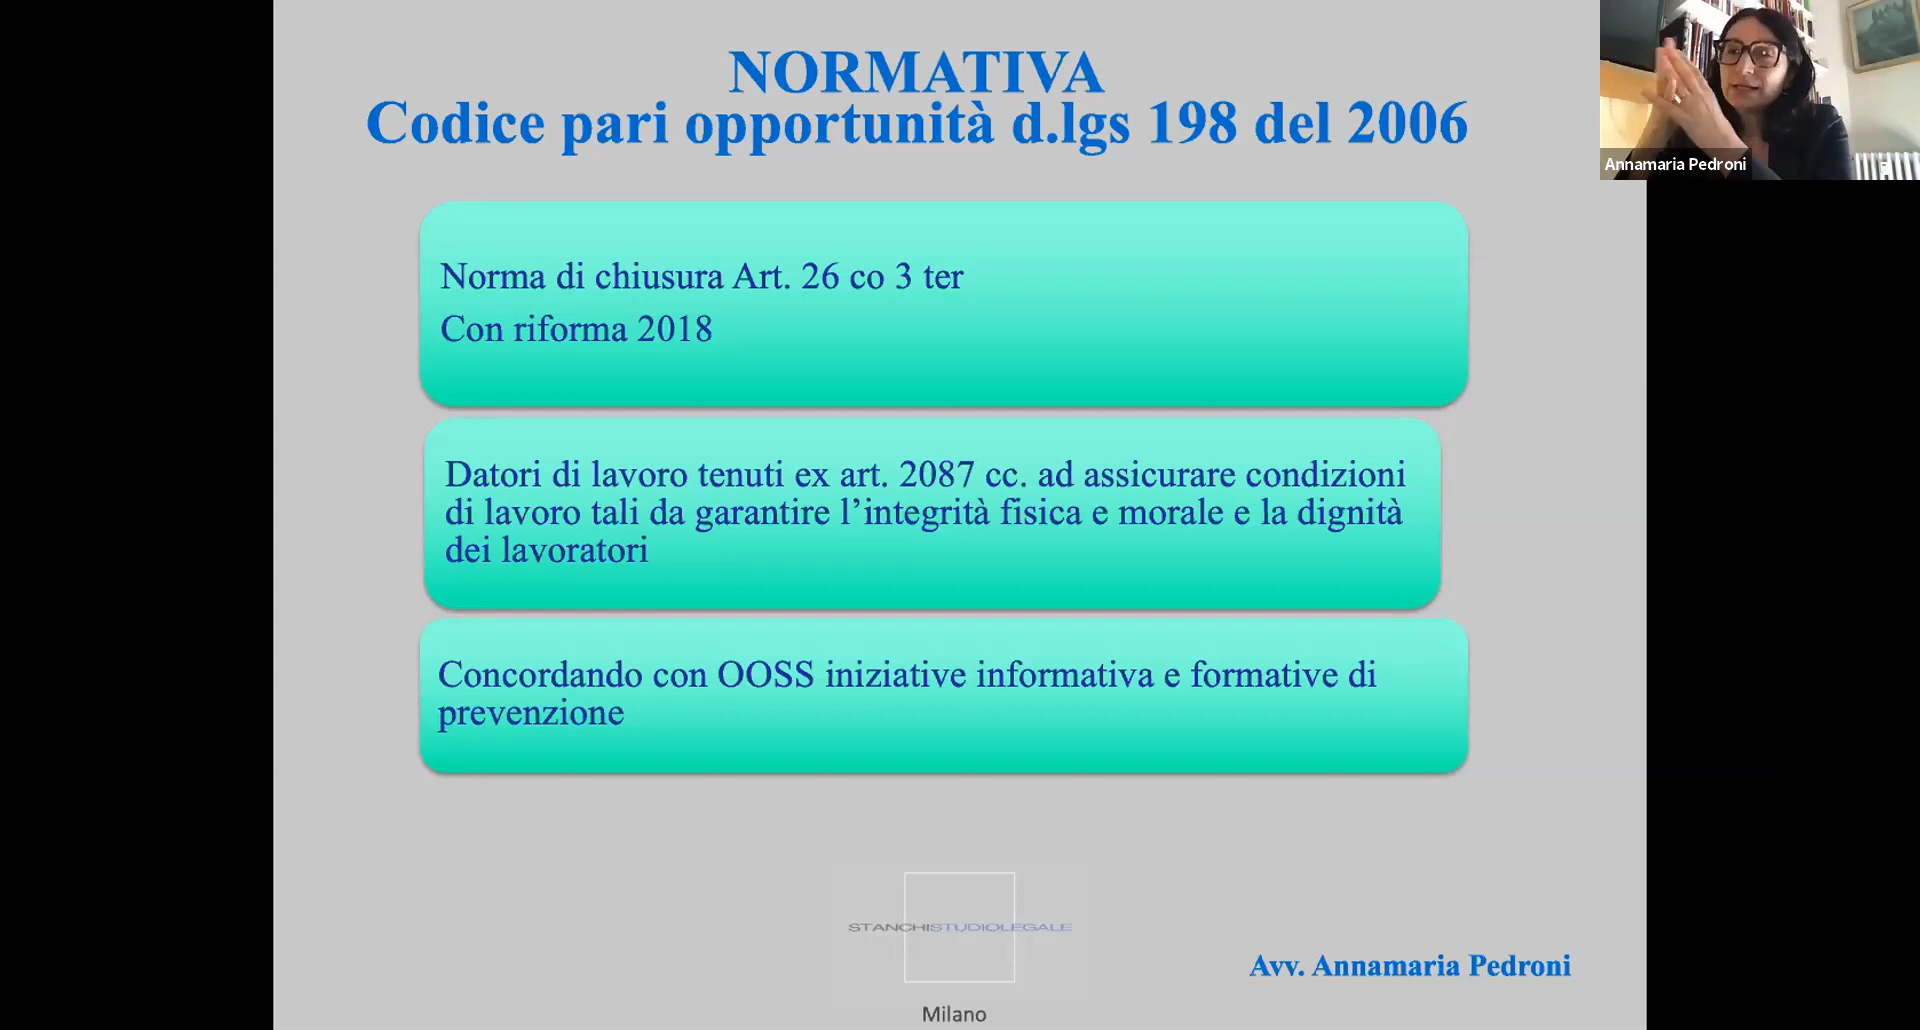 NORMATIVA
Codice pari opportunità d.lgs 198 del 2006
Annamaria Pedroni
Norma di chiusura Art. 26 co 3 ter
Con riforma 2018
Datori di lavoro tenuti ex art. 2087 cc. ad assicurare condizioni
di lavoro tali da garantire l’integrità fisica e morale e la dignità
dei lavoratori
Concordando con OOSS iniziative informativa e formative di
prevenzione
STANCHISTUDIOLEGALE
Avv. Annamaria Pedroni
Milano